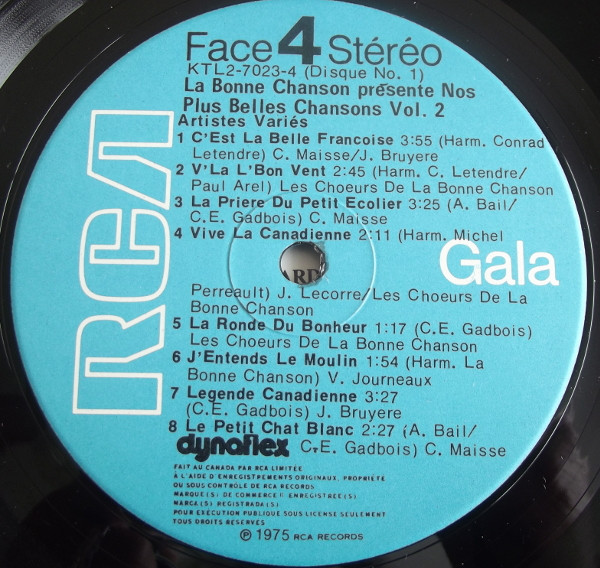 Face 4 Stéréo
KTL2-7023-4 (Disque No. 1)
La Bonne Chanson présente Nos
Plus Belles Chansons Vol. 2
Artistes Variés
1 C'Est La Belle Francoise 3:55 (Harm. Conrad
Letendre) C. Maisse/J. Bruyere
2 V'La L'Bon Vent 2:45 (Harm. C. Letendre/
Paul Arel) Les Choeurs De La Bonne Chanson
3 La Priere Du Petit Ecolier 3:25 (A. Bail/
C.E. Gadbois) C. Maisse
4 Vive La Canadienne 2:11 (Harm. Michel
Perreault) J. Lecorre/Les Choeurs De La
Bonne Chanson
5 La Ronde Du Bonheur 1:17 (C.E. Gadbois)
Les Choeurs De La Bonne Chanson
6 J'Entends Le Moulin 1:54 (Harm. La
Bonne Chanson) V. Journeaux
7 Legende Canadienne 3:27
(C.E. Gadbois) J. Bruyere
8 Le Petit Chat Blanc 2:27 (A. Bail/
C.E. Gadbois) C. Maisse
RCA
Gala
ARD
dynaflex
FAIT AU CANADA PAR RCA LIMITÉE
À L'AIDE D'ENREGISTREMENTS ORIGINAUX, PROPRIÉTÉ
OU SOUS CONTRÔLE DE RCA RECORDS.
MARQUE(S) DE COMMERCE ENREGISTRÉE(S)
MARCA(S) REGISTRADA(S)
POUR EXÉCUTION PUBLIQUE SOUS LICENSE SEULEMENT
TOUS DROITS RÉSERVÉS
℗ 1975 RCA RECORDS